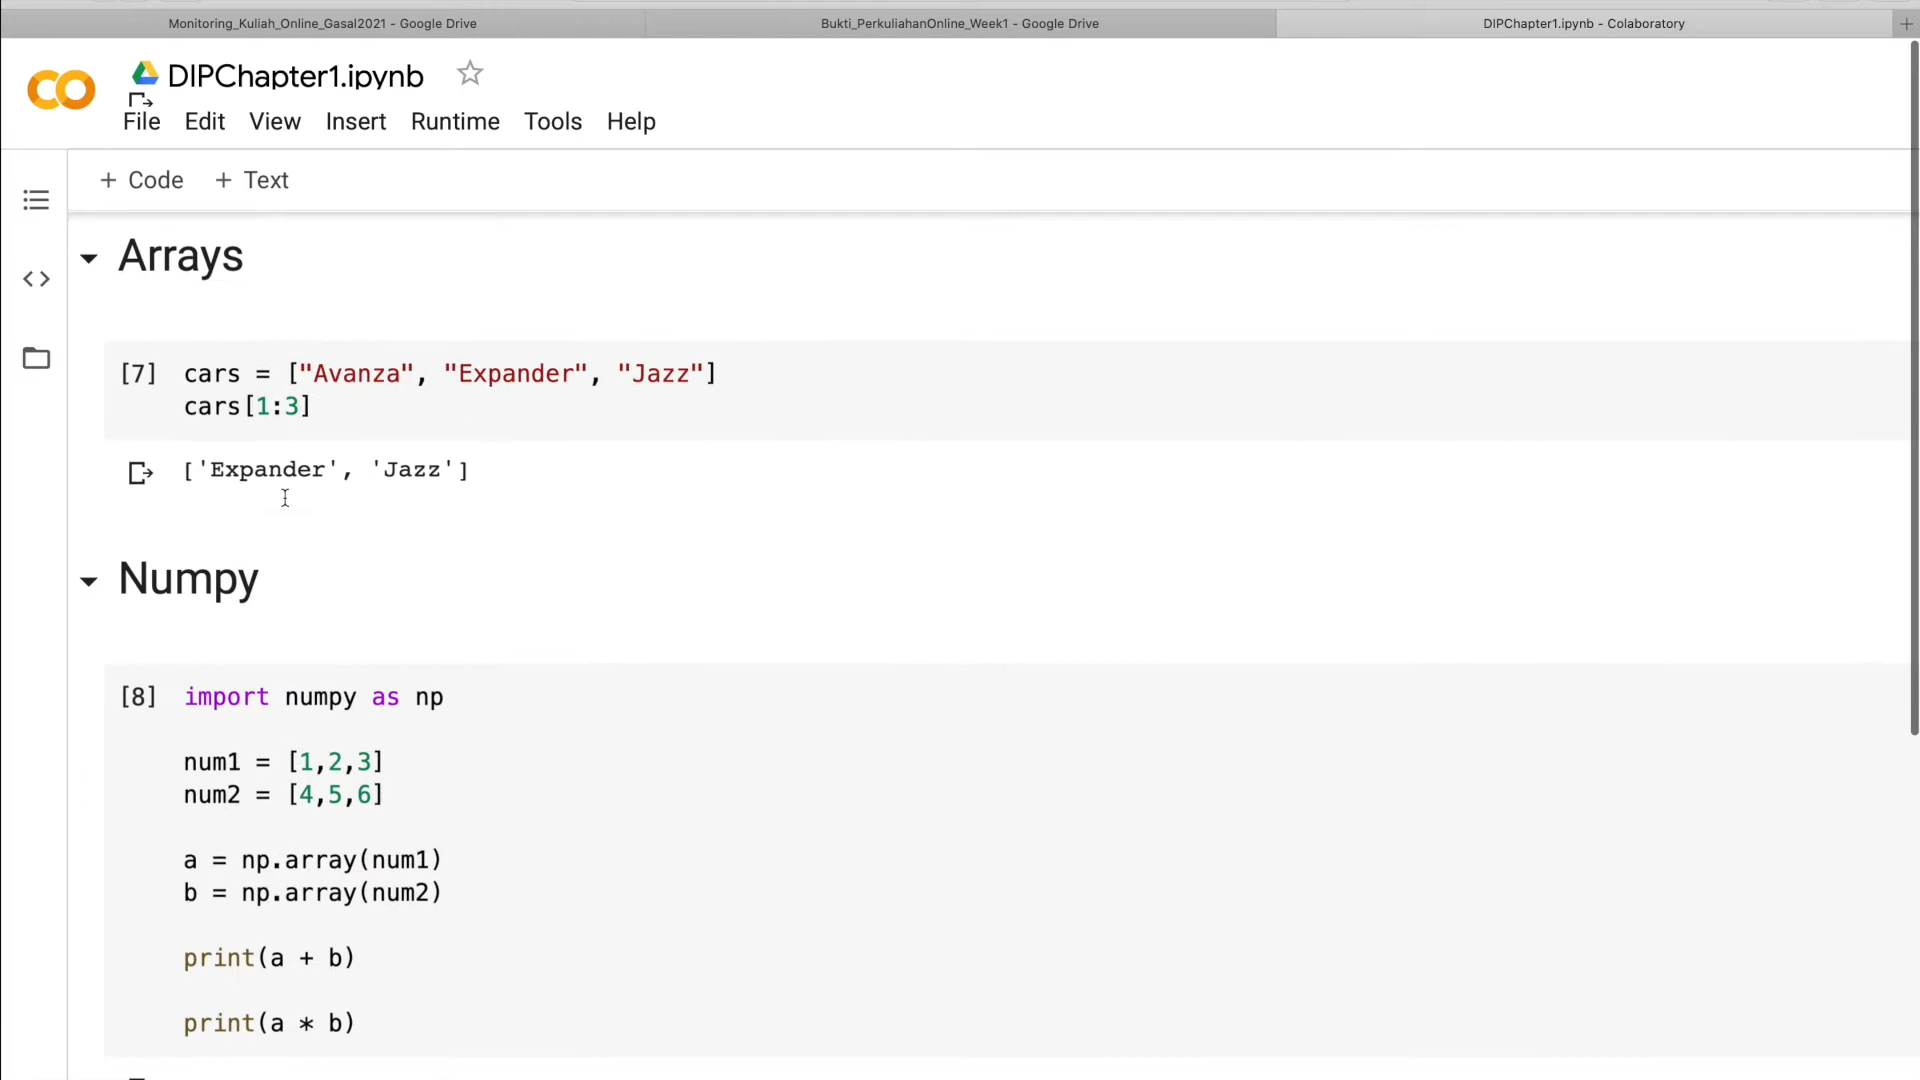 Monitoring_Kuliah_Online_Gasal2021 - Google Drive
Bukti_PerkuliahanOnline_Week1 - Google Drive
DIPChapter1.ipynb - Colaboratory
DIPChapter1.ipynb
File Edit View Insert Runtime Tools Help
+ Code + Text
Arrays
[7] cars = ["Avanza", "Expander", "Jazz"]
cars[1:3]
['Expander', 'Jazz']
Numpy
[8] import numpy as np
num1 = [1,2,3]
num2 = [4,5,6]
a = np.array(num1)
b = np.array(num2)
print(a + b)
print(a * b)